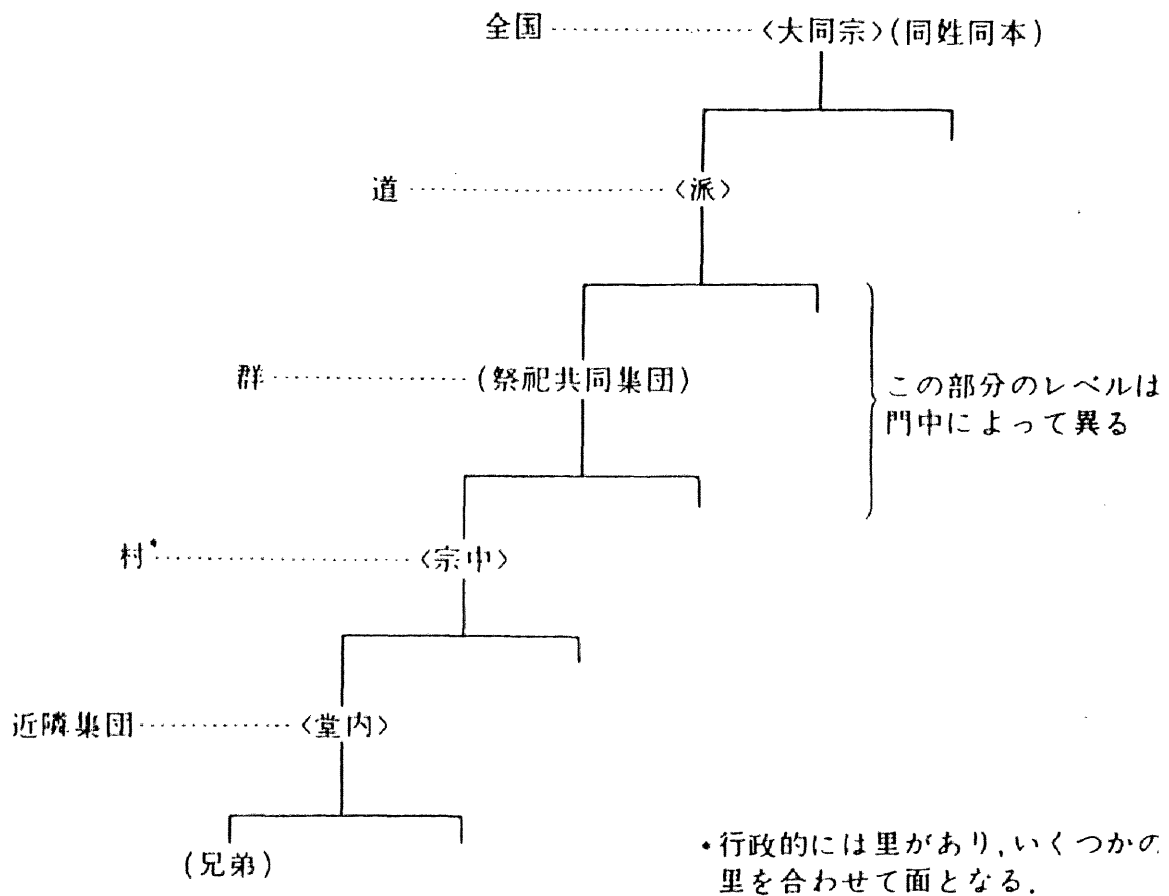 全国⋯⋯⋯⋯⋯⋯〈大同宗〉(同姓同本)
道⋯⋯⋯⋯⋯⋯⋯〈派〉
群⋯⋯⋯⋯⋯⋯(祭祀共同集団)
この部分のレベルは
門中によって異る
村*⋯⋯⋯⋯⋯⋯⋯〈宗中〉
近隣集団⋯⋯⋯⋯〈堂内〉
(兄弟)
*行政的には里があり,いくつかの
里を合わせて面となる.